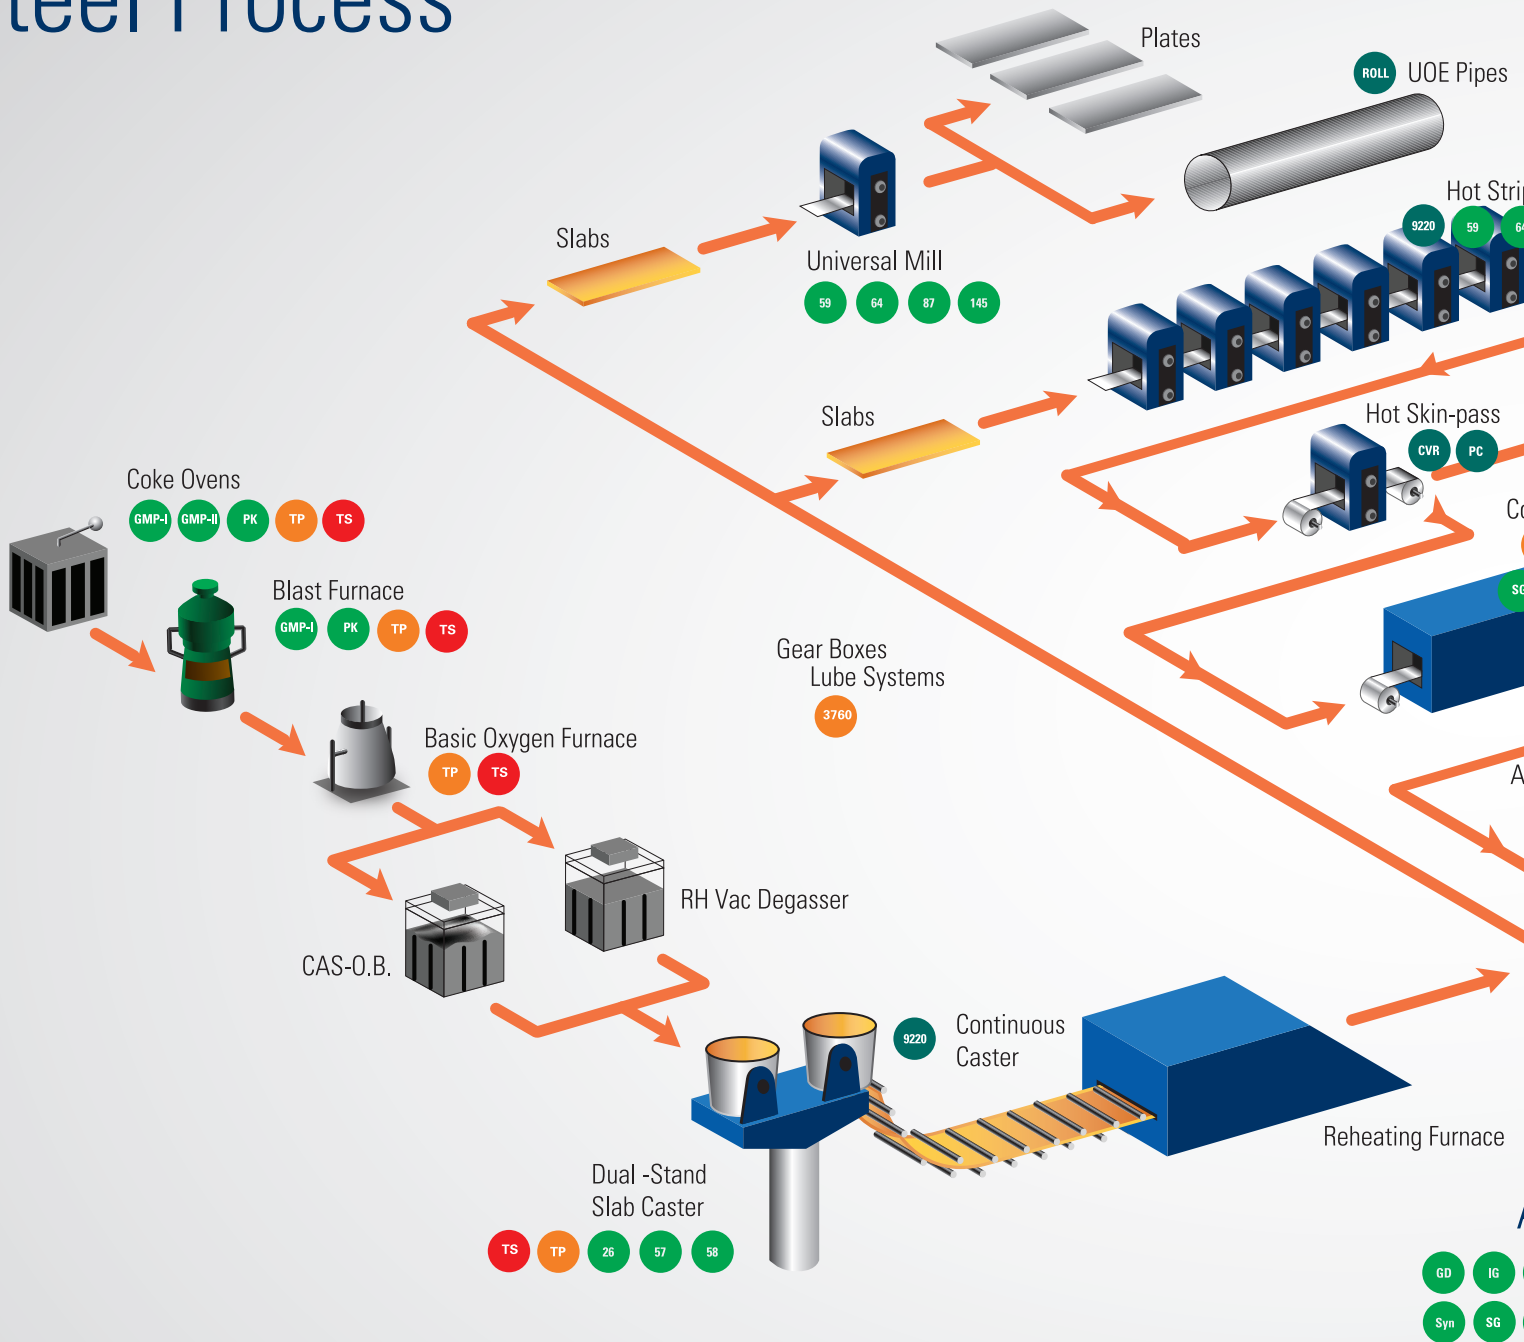 Plates
ROLL UOE Pipes
Slabs
Universal Mill
59 64 87 145
Hot
9220 59
Slabs
Hot Skin-pass
CVR PC
Coke Ovens
GMP-I GMP-II PK TP TS
Blast Furnace
GMP-I PK TP TS
Gear Boxes
Lube Systems
3760
Basic Oxygen Furnace
TP TS
RH Vac Degasser
CAS-O.B.
9220
Continuous
Caster
Reheating Furnace
Dual -Stand
Slab Caster
TS TP 26 57 58
GD IG
Syn SG